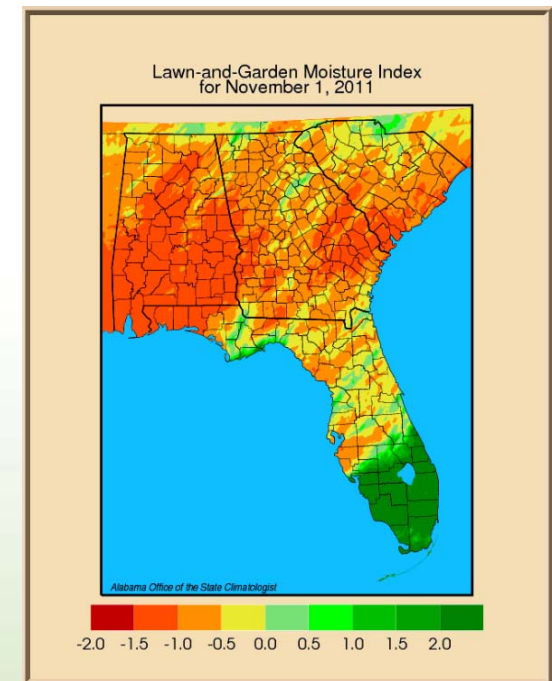 Lawn-and-Garden Moisture Index
for November 1, 2011
Alabama Office of the State Climatologist
-2.0 -1.5 -1.0 -0.5 0.0 0.5 1.0 1.5 2.0